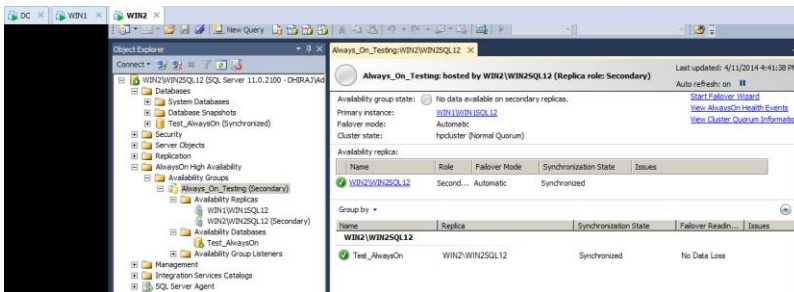 DC × WIN1 × WIN2 ×
New Query
Object Explorer
Connect
WIN2\WIN2SQL12 (SQL Server 11.0.2100 - DHIRAJ\Ad
Databases
System Databases
Database Snapshots
Test_AlwaysOn (Synchronized)
Security
Server Objects
Replication
AlwaysOn High Availability
Availability Groups
Always_On_Testing (Secondary)
Availability Replicas
WIN1\WIN1SQL12
WIN2\WIN2SQL12 (Secondary)
Availability Databases
Test_AlwaysOn
Availability Group Listeners
Management
Integration Services Catalogs
SQL Server Agent
Always_On_Testing:WIN2\WIN2SQL12 ×
Always_On_Testing: hosted by WIN2\WIN2SQL12 (Replica role: Secondary)
Last updated: 4/11/2014 4:41:38 PM
Auto refresh: on
Availability group state: No data available on secondary replicas.
Primary instance: WIN1\WIN1SQL12
Failover mode: Automatic
Cluster state: hpcluster (Normal Quorum)
Start Failover Wizard
View AlwaysOn Health Events
View Cluster Quorum Informatio
Availability replica:
Name Role Failover Mode Synchronization State Issues
WIN2\WIN2SQL12 Second... Automatic Synchronized
Group by
Name Replica Synchronization State Failover Readin... Issues
WIN2\WIN2SQL12
Test_AlwaysOn WIN2\WIN2SQL12 Synchronized No Data Loss